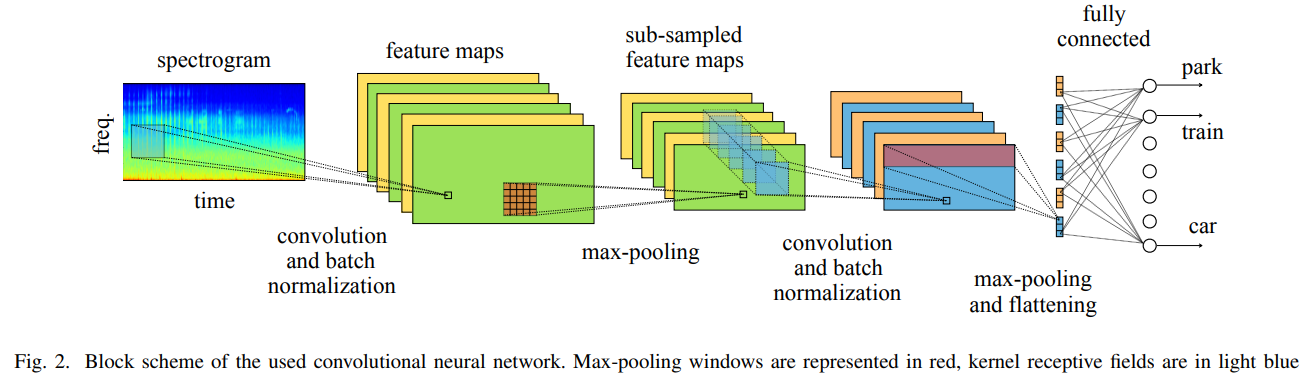 spectrogram
freq.
time
feature maps
convolution
and batch
normalization
sub-sampled
feature maps
max-pooling
convolution
and batch
normalization
max-pooling
and flattening
fully
connected
park
train
car
Fig. 2. Block scheme of the used convolutional neural network. Max-pooling windows are represented in red, kernel receptive fields are in light blue